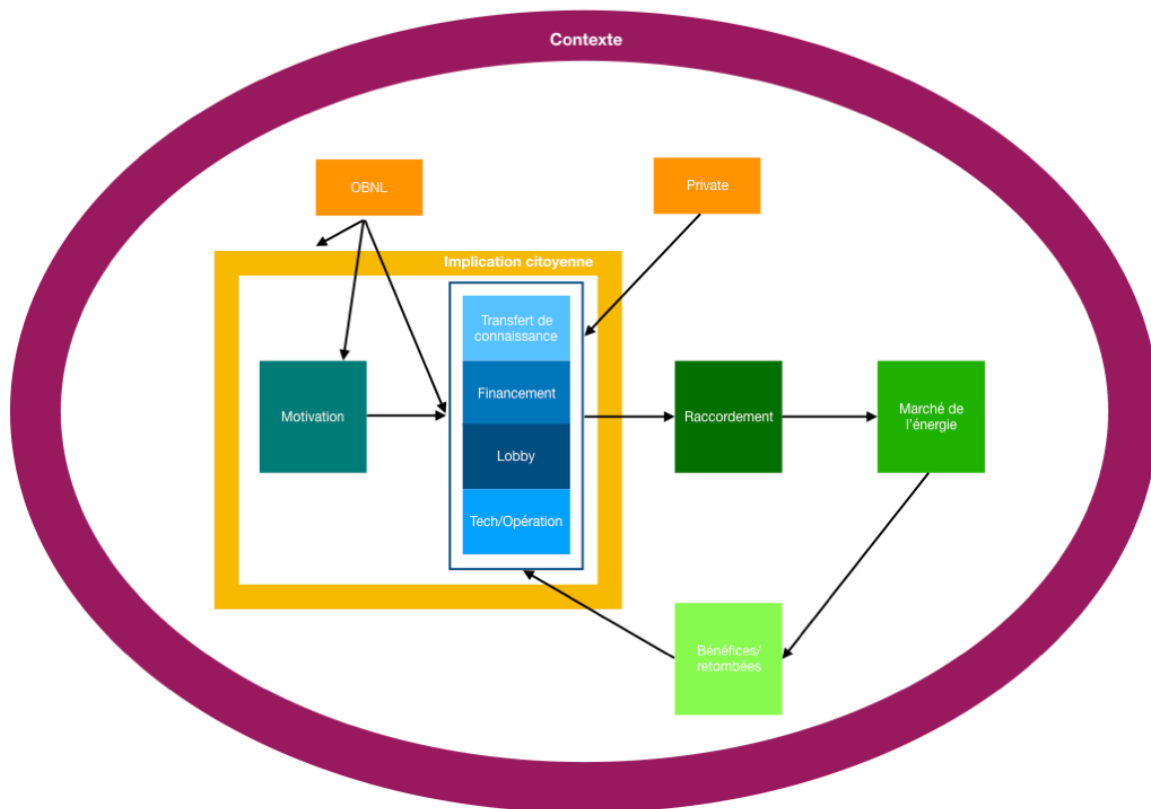 Contexte
OBNL
Private
Implication citoyenne
Transfert de
connaissance
Financement
Motivation
Lobby
Tech/Opération
Raccordement
Marché de
l'énergie
Bénéfices/
retombées